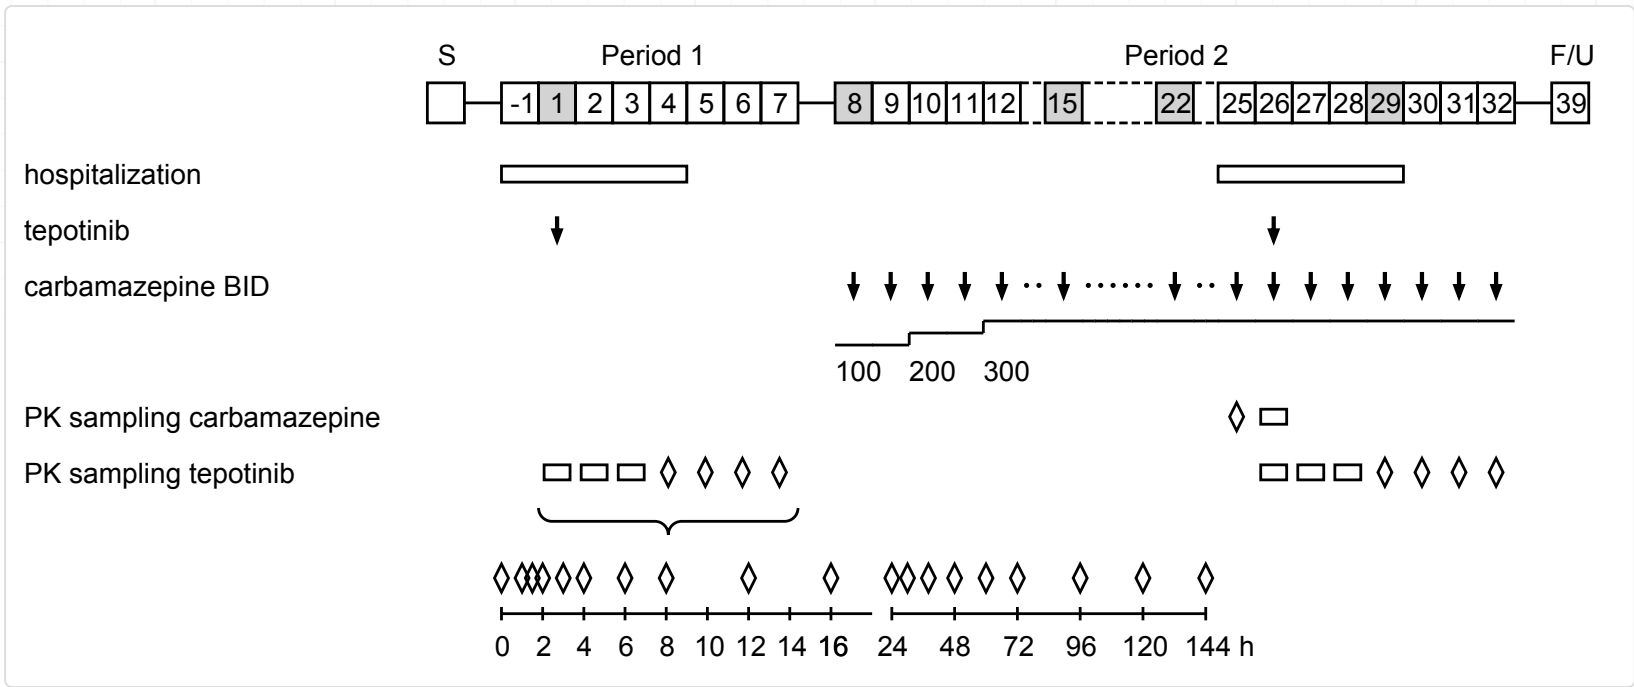 S Period 1 Period 2 F/U
-1 1 2 3 4 5 6 7 8 9 10 11 12 15 22 25 26 27 28 29 30 31 32 39
hospitalization
tepotinib
carbamazepine BID
100 200 300
PK sampling carbamazepine
PK sampling tepotinib
0 2 4 6 8 10 12 14 16 24 48 72 96 120 144 h